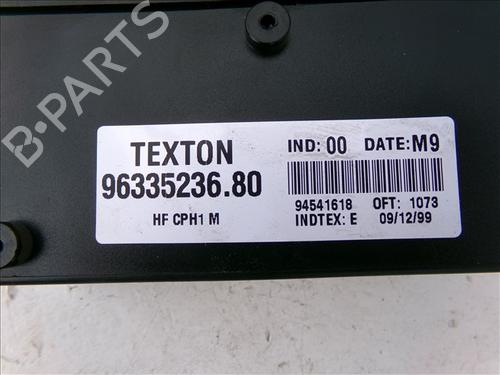 B-PARTS
TEXTON
IND: 00 DATE: M9
96335236.80
94541618 OFT: 1073
HF CPH1 M
INDTEX: E 09/12/99